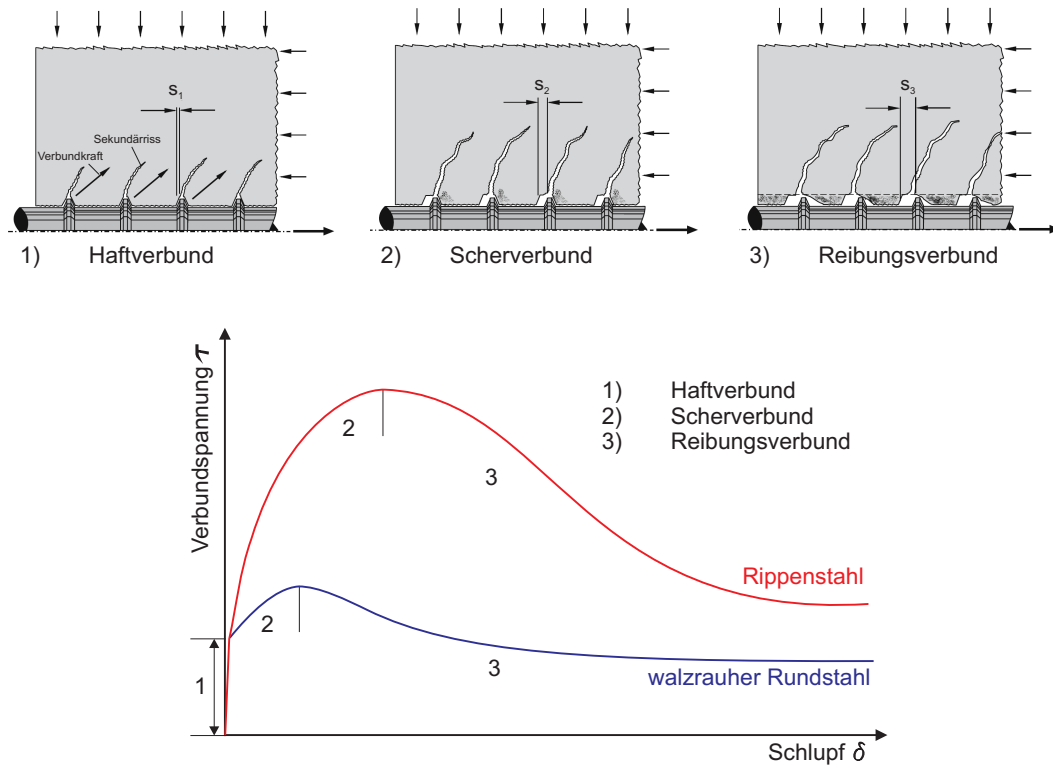 s1
Sekundärriss
Verbundkraft
1) Haftverbund
s2
2) Scherverbund
s3
3) Reibungsverbund
Verbundspannung τ
1) Haftverbund
2) Scherverbund
3) Reibungsverbund
2
3
Rippenstahl
2
3
1
walzrauher Rundstahl
Schlupf δ